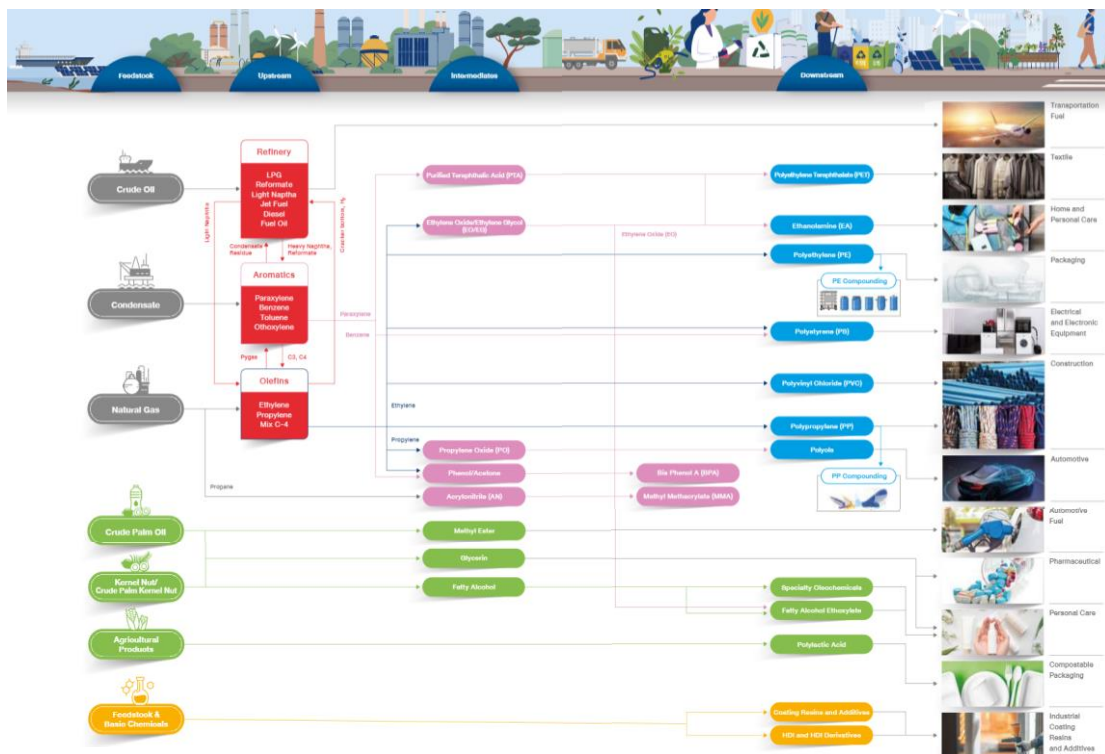 Feedstook
Upstream
Intermediates
Downstream
Transportation
Fuel
Textile
Home and
Personal Care
Packaging
Electrical
and Electronic
Equipment
Construction
Automotive
Automotive
Fuel
Pharmaceutical
Personal Care
Compostable
Packaging
Industrial
Coating
Resins
and Additives
Crude Oil
Condensate
Natural Gas
Crude Palm Oil
Kernel Nut/
Crude Palm Kernel Nut
Agricultural
Products
Feedstock &
Basic Chemicals
Refinery
LPG
Reformate
Light Naptha
Jet Fuel
Diesel
Fuel Oil
Light Naphtha
Condensate
Residue
Heavy Naphtha,
Reformate
Cracker Bottom, H₂
Aromatics
Paraxylene
Benzene
Toluene
Othoxylene
Pygas
C3, C4
Olefins
Ethylene
Propylene
Mix C-4
Paraxylene
Benzene
Ethylene
Propylene
Propane
Purified Teraphthalic Acid (PTA)
Ethylene Oxide/Ethylene Glycol
(EO/EG)
Ethylene Oxide (EO)
Propylene Oxide (PO)
Phenol/Acetone
Acrylonitrile (AN)
Bis Phenol A (BPA)
Methyl Methacrylate (MMA)
Methyl Ester
Glycerin
Fatty Alcohol
Polyethylene Teraphthalate (PET)
Ethanolamine (EA)
Polyethylene (PE)
PE Compounding
Polystyrene (PS)
Polyvinyl Chloride (PVC)
Polypropylene (PP)
Polyols
PP Compounding
Specialty Oleochemicals
Fatty Alcohol Ethoxylate
Polylactic Acid
Coating Resins and Additives
HDI and HDI Derivatives